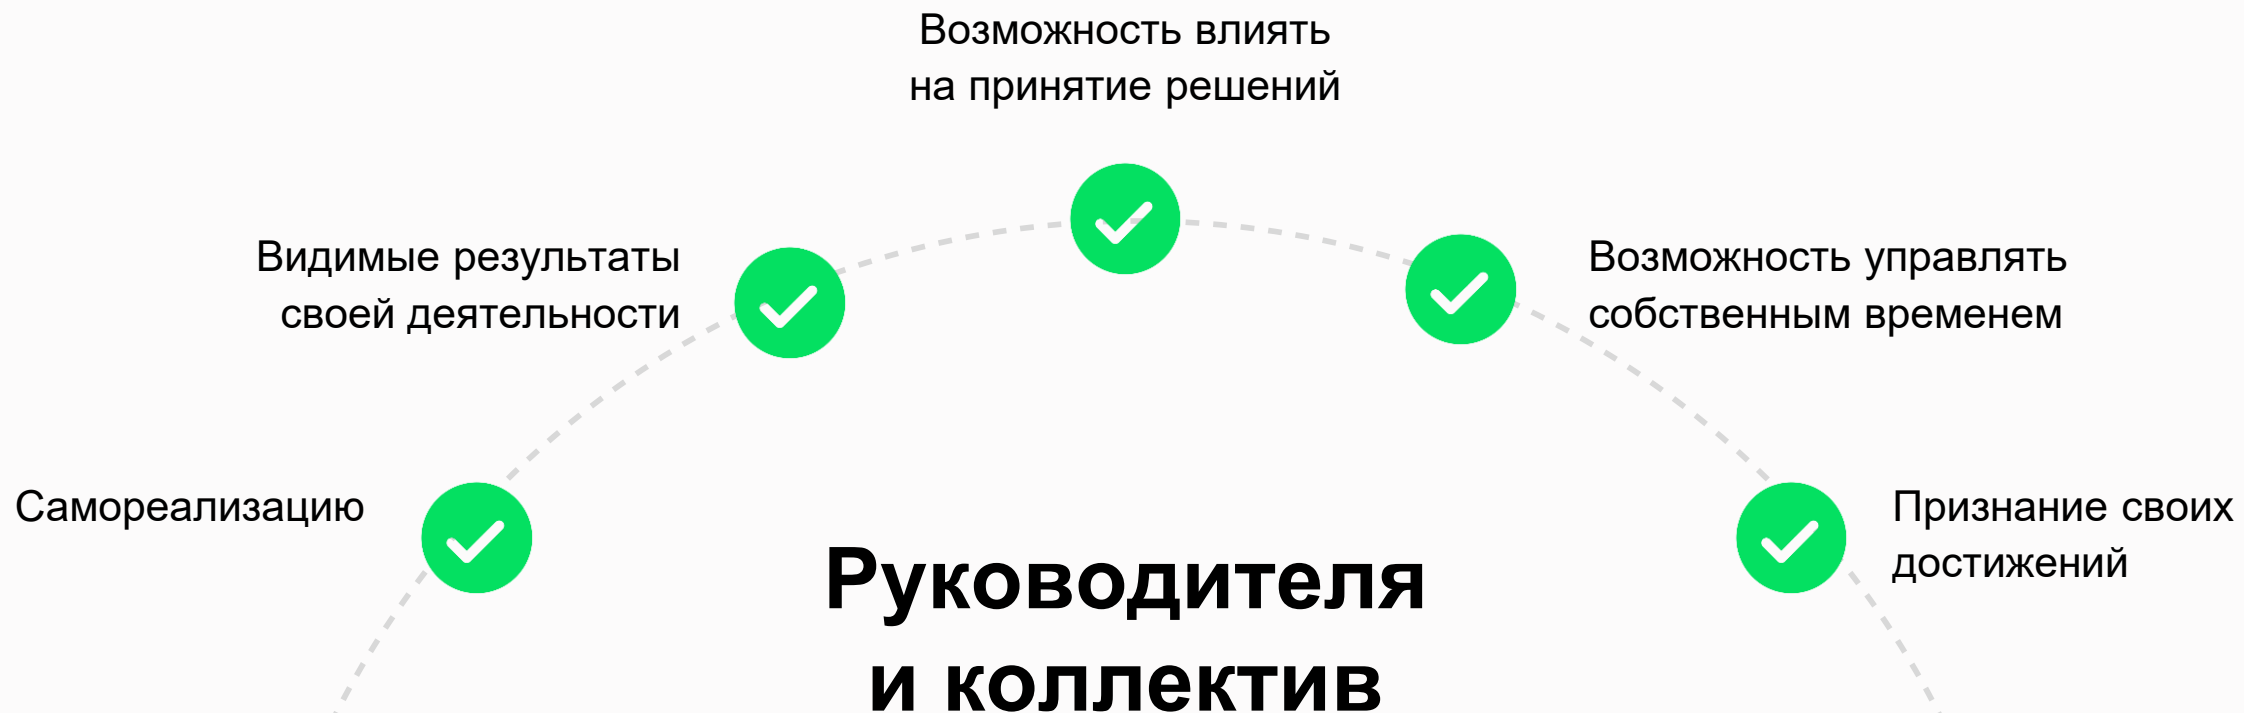 Возможность влиять
на принятие решений
Видимые результаты
своей деятельности
Возможность управлять
собственным временем
Самореализацию
Признание своих
достижений
Руководителя
и коллектив